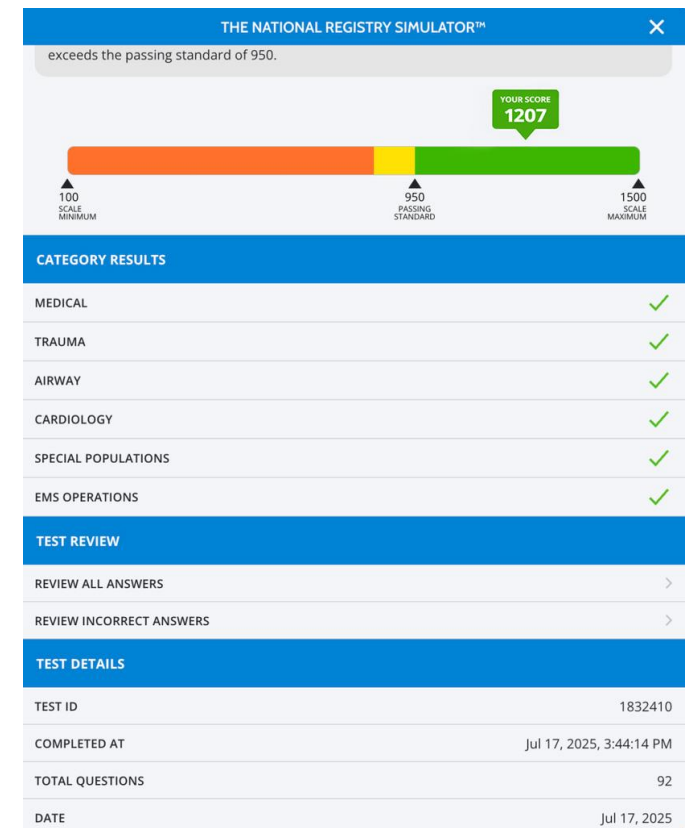 THE NATIONAL REGISTRY SIMULATOR™
exceeds the passing standard of 950.
YOUR SCORE
1207
100
SCALE
MINIMUM
950
PASSING
STANDARD
1500
SCALE
MAXIMUM
CATEGORY RESULTS
MEDICAL
TRAUMA
AIRWAY
CARDIOLOGY
SPECIAL POPULATIONS
EMS OPERATIONS
TEST REVIEW
REVIEW ALL ANSWERS
REVIEW INCORRECT ANSWERS
TEST DETAILS
TEST ID 1832410
COMPLETED AT Jul 17, 2025, 3:44:14 PM
TOTAL QUESTIONS 92
DATE Jul 17, 2025